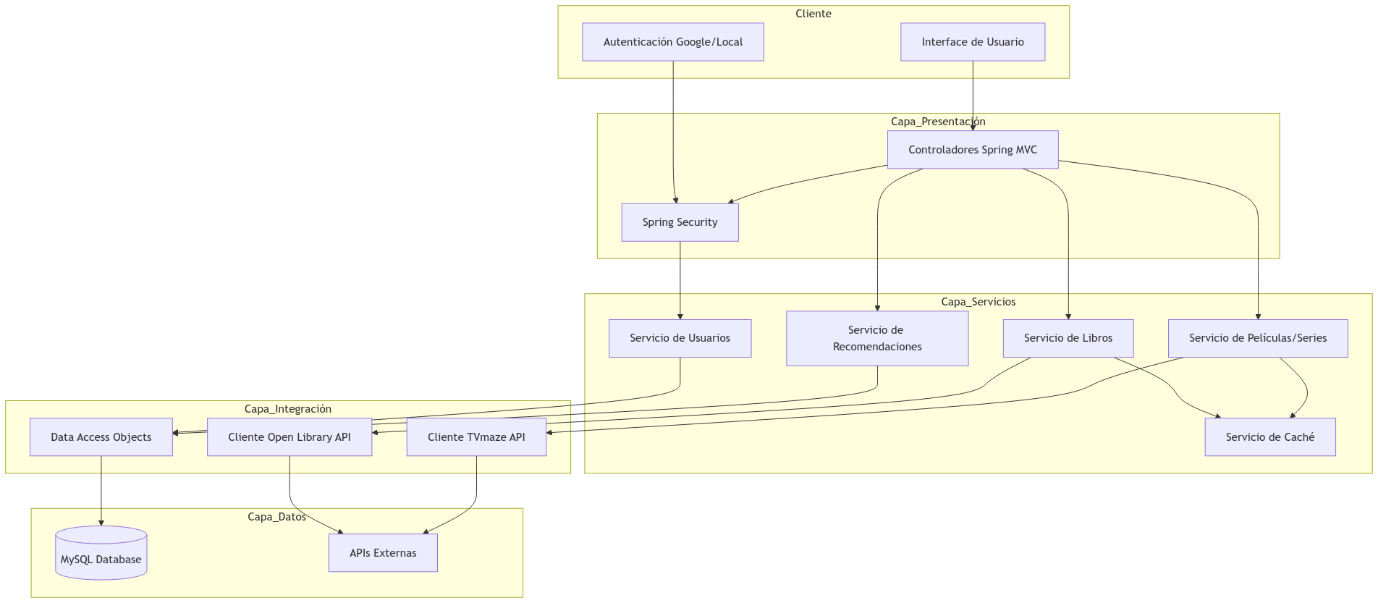 Cliente
Autenticación Google/Local
Interface de Usuario
Capa_Presentación
Controladores Spring MVC
Spring Security
Capa_Servicios
Servicio de Usuarios
Servicio de
Recomendaciones
Servicio de Libros
Servicio de Películas/Series
Capa_Integración
Data Access Objects
Cliente Open Library API
Cliente TVmaze API
Servicio de Caché
Capa_Datos
MySQL Database
APIs Externas